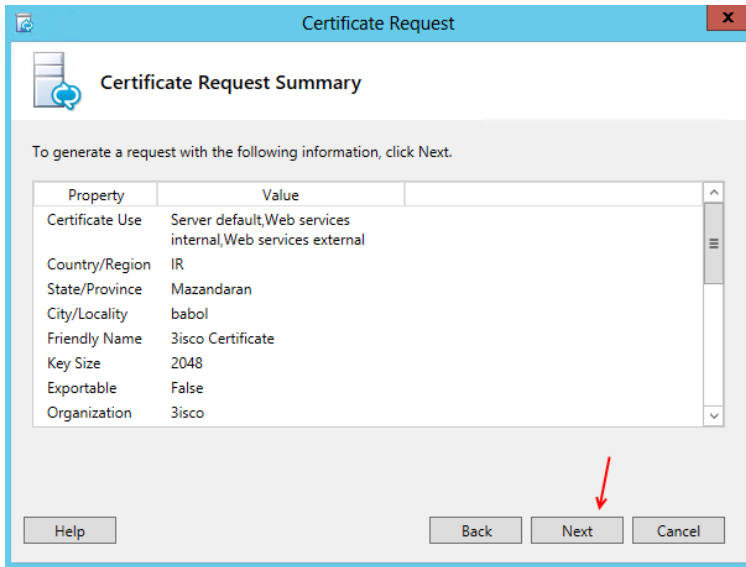 Certificate Request
x
Certificate Request Summary
To generate a request with the following information, click Next.
Property Value
Certificate Use Server default,Web services
internal,Web services external
Country/Region IR
State/Province Mazandaran
City/Locality babol
Friendly Name 3isco Certificate
Key Size 2048
Exportable False
Organization 3isco
Help Back Next Cancel